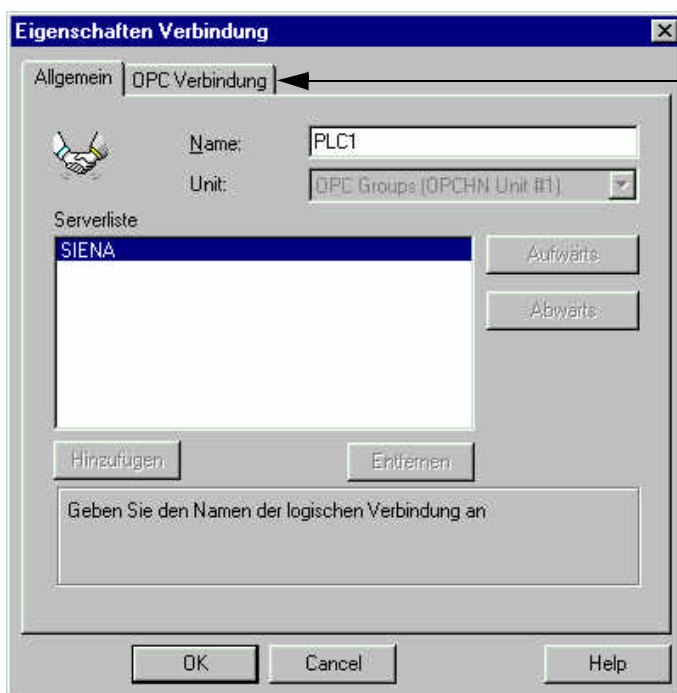 Eigenschaften Verbindung
Allgemein OPC Verbindung
Name: PLC1
Unit: OPC Groups (OPCHN Unit #1)
Serverliste
SIENA
Aufwärts
Abwärts
Hinzufügen Entfernen
Geben Sie den Namen der logischen Verbindung an
OK Cancel Help